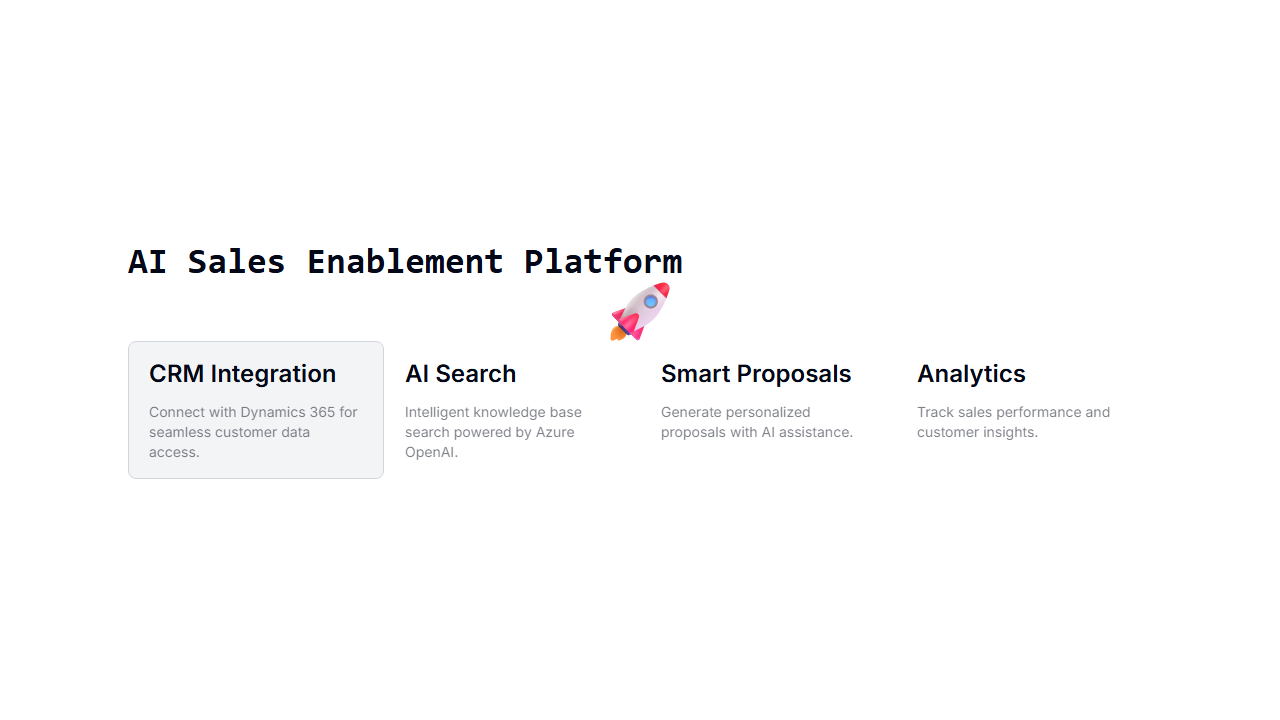 AI Sales Enablement Platform
CRM Integration
Connect with Dynamics 365 for
seamless customer data
access.
AI Search
Intelligent knowledge base
search powered by Azure
OpenAI.
Smart Proposals
Generate personalized
proposals with AI assistance.
Analytics
Track sales performance and
customer insights.